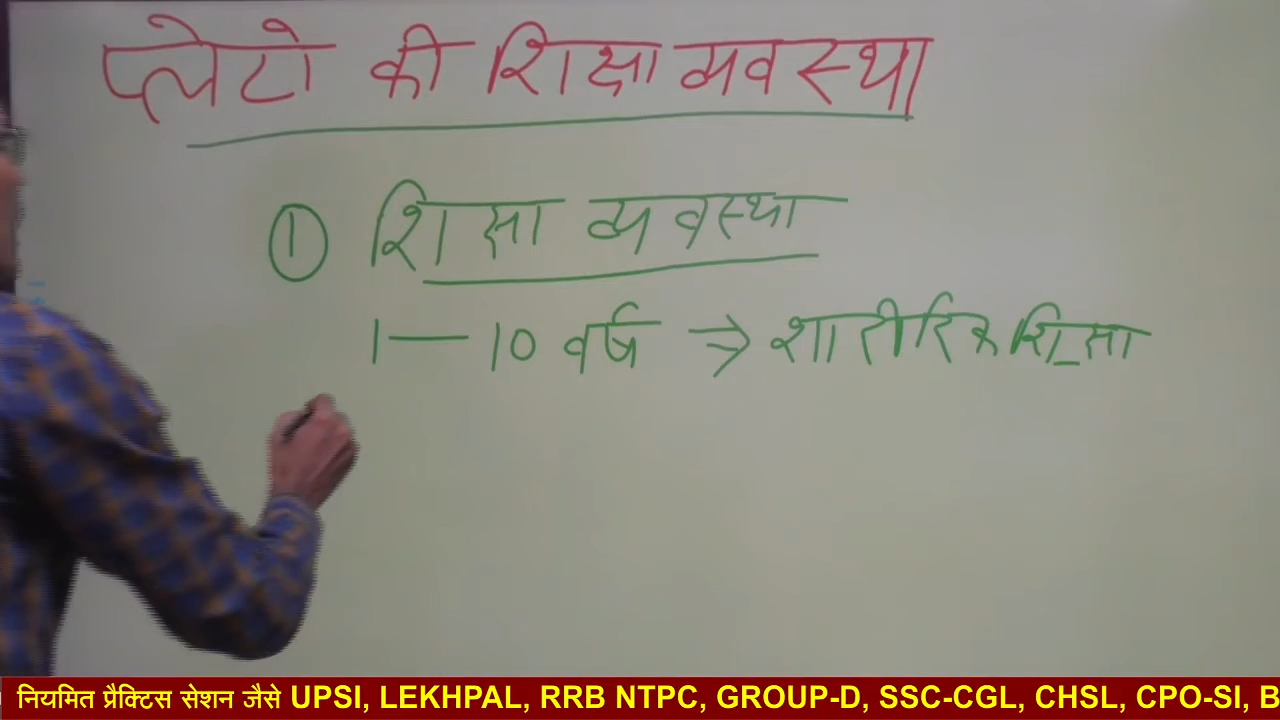 प्लेटो की शिक्षा व्यवस्था
① शिक्षा व्यवस्था
1—10 वर्ष → शारीरिक शिक्षा
नियमित प्रैक्टिस सेशन जैसे UPSI, LEKHPAL, RRB NTPC, GROUP-D, SSC-CGL, CHSL, CPO-SI, B